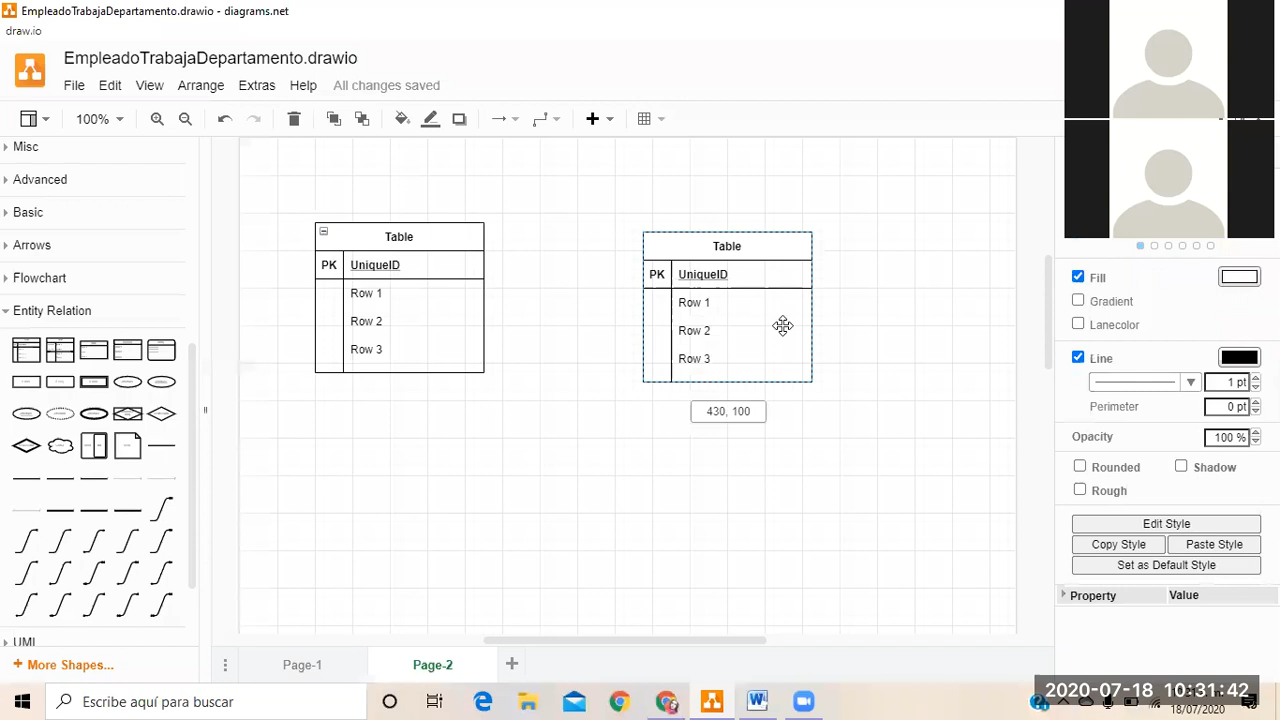 EmpleadoTrabajaDepartamento.drawio - diagrams.net
draw.io
EmpleadoTrabajaDepartamento.drawio
File Edit View Arrange Extras Help All changes saved
100%
Misc
Advanced
Basic
Arrows
Flowchart
Entity Relation
UML
+ More Shapes...
Table
PK UniqueID
Row 1
Row 2
Row 3
Table
PK UniqueID
Row 1
Row 2
Row 3
430, 100
Fill
Gradient
Lanecolor
Line
1 pt
Perimeter 0 pt
Opacity 100 %
Rounded Shadow
Rough
Edit Style
Copy Style Paste Style
Set as Default Style
Property Value
Page-1 Page-2
Escribe aquí para buscar
2020-07-18 10:31:42
18/07/2020